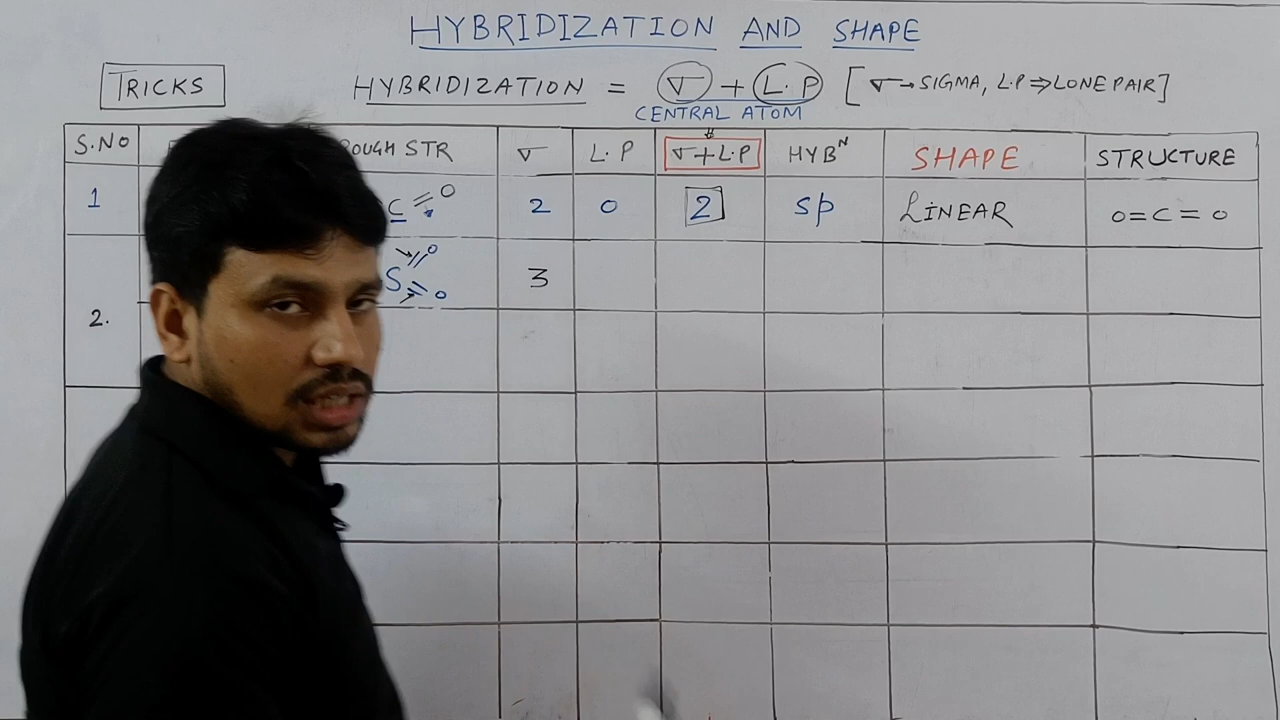 HYBRIDIZATION AND SHAPE
TRICKS
HYBRIDIZATION = σ + L.P [σ→SIGMA, L.P⇒LONE PAIR]
CENTRAL ATOM
S.NO STR σ L.P σ+L.P HYBᴺ SHAPE STRUCTURE
1 C=O 2 0 2 sp LINEAR O=C=O
S O O 3
2.